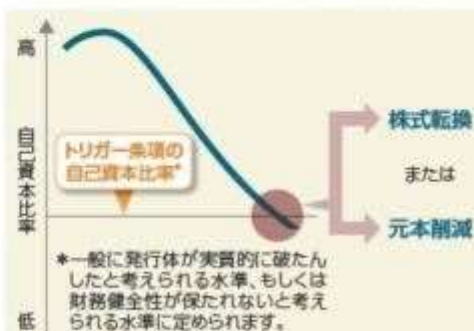 高
自己資本比率
低
トリガー条項の
自己資本比率*
株式転換
または
元本削減
*一般に発行体が実質的に破たん
したと考えられる水準、もしくは
財務健全性が保たれないと考え
られる水準に定められます。